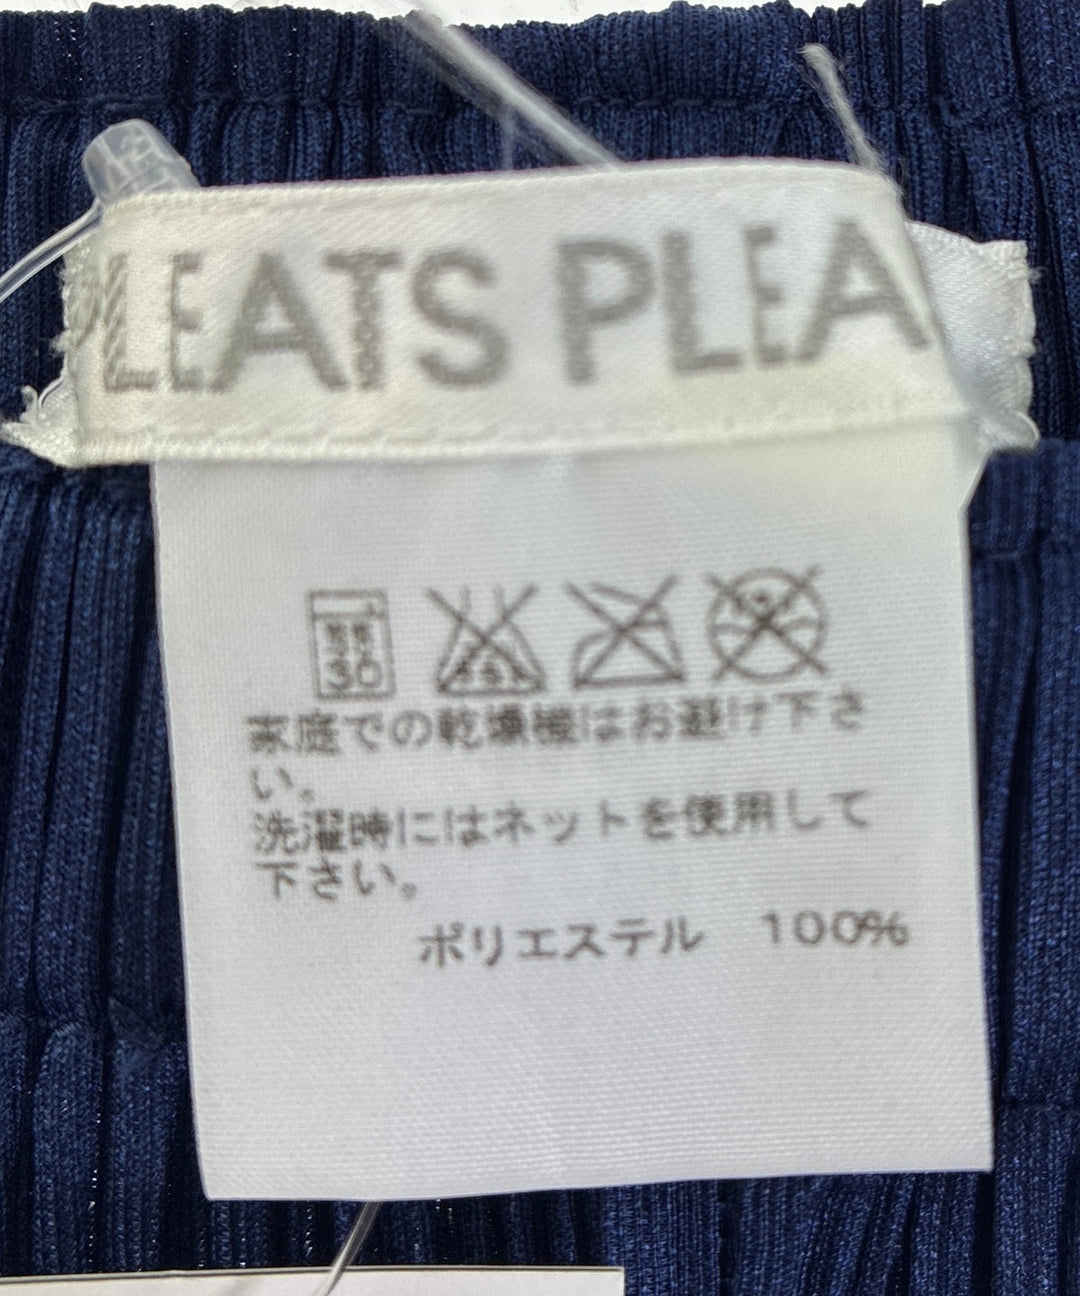 PLEATS PLEA
30
家庭での乾燥機はお避け下さ
い。
洗濯時にはネットを使用して
下さい。
ポリエステル 100%